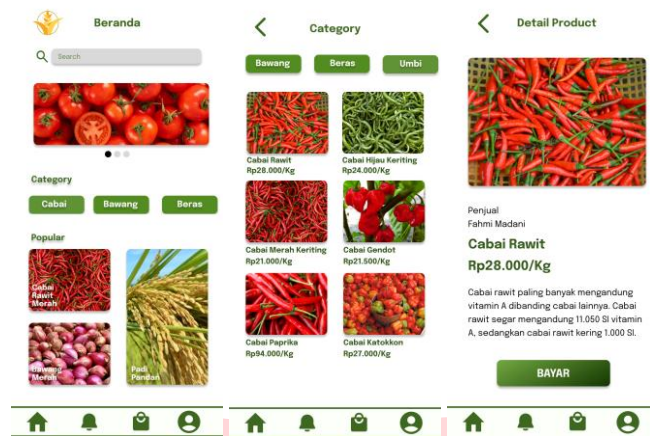 Beranda
Search
Category
Cabai
Bawang
Beras
Popular
Cabai
Rawit
Merah
Bawang
Merah
Padi
Pandan
Category
Bawang
Beras
Umbi
Cabai Rawit
Rp28.000/Kg
Cabai Hijau Keriting
Rp24.000/Kg
Cabai Merah Keriting
Rp21.000/Kg
Cabai Gendot
Rp21.500/Kg
Cabai Paprika
Rp94.000/Kg
Cabai Katokkon
Rp27.000/Kg
Detail Product
Penjual
Fahmi Madani
Cabai Rawit
Rp28.000/Kg
Cabai rawit paling banyak mengandung
vitamin A dibanding cabai lainnya. Cabai
rawit segar mengandung 11.050 SI vitamin
A, sedangkan cabai rawit kering 1.000 SI.
BAYAR